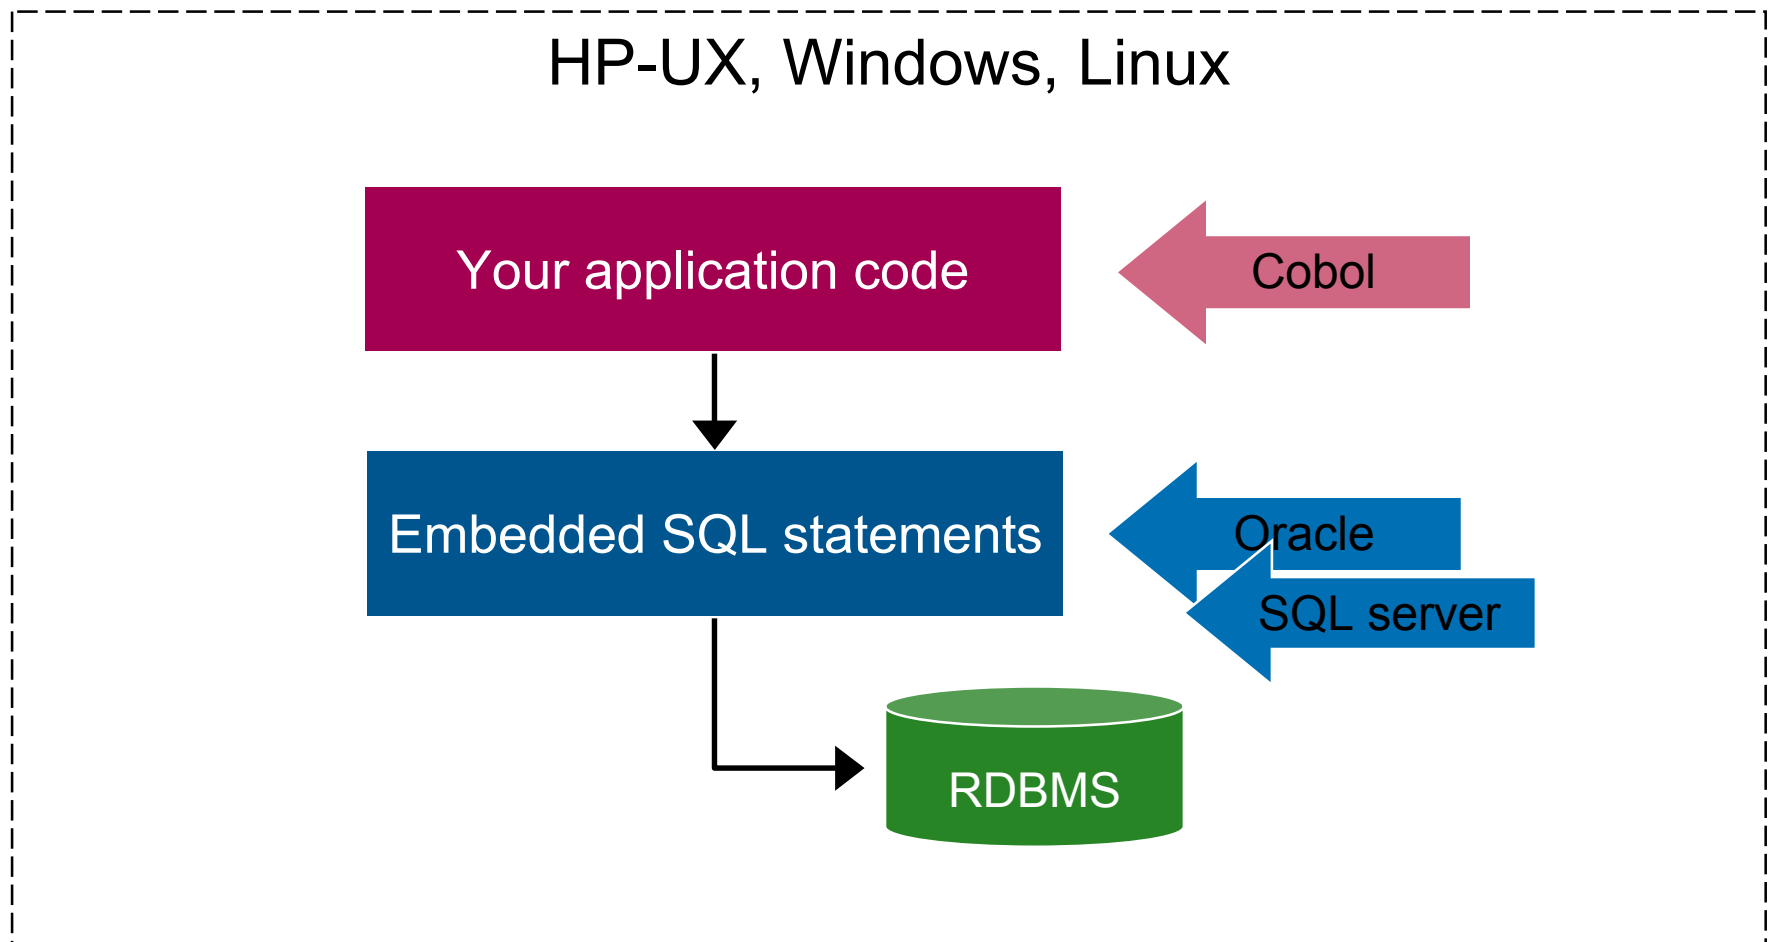 HP-UX, Windows, Linux
Your application code
Cobol
Embedded SQL statements
Oracle
SQL server
RDBMS